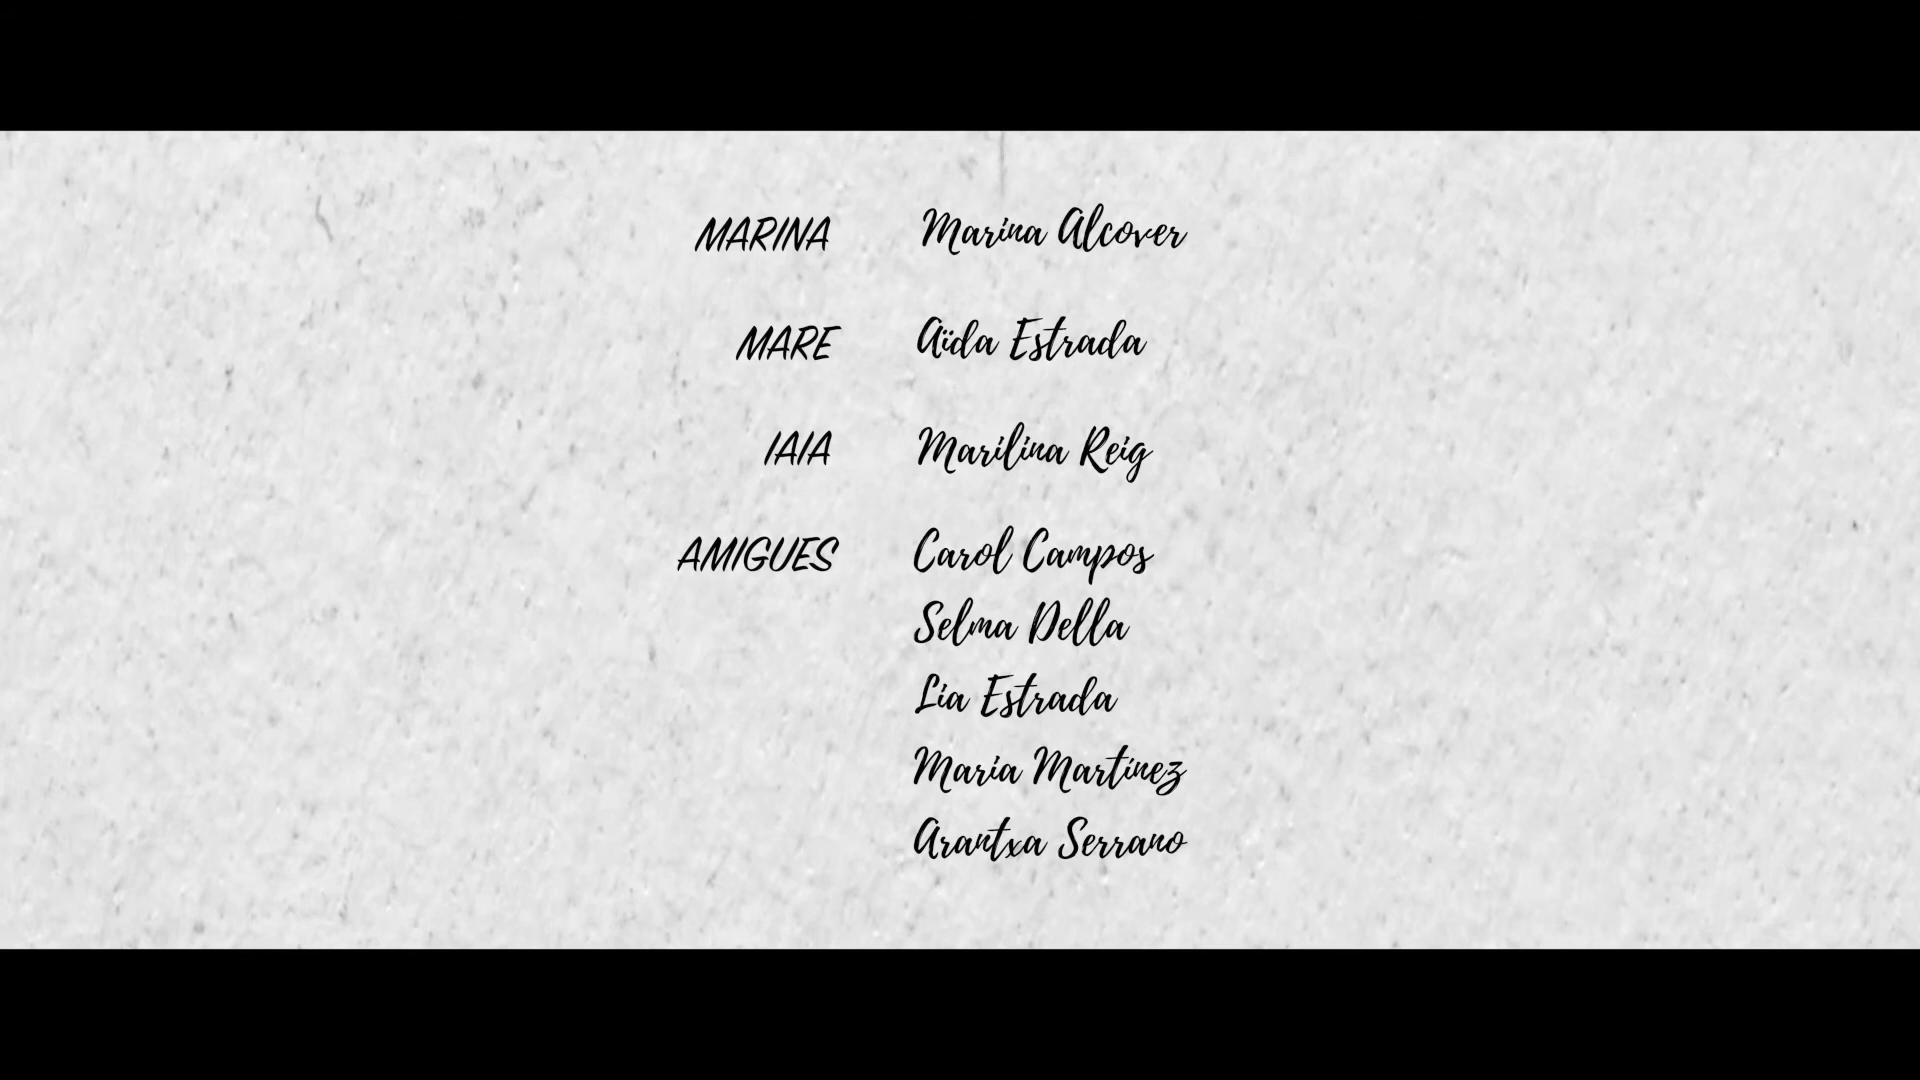 MARINA Marina Alcover
MARE Aïda Estrada
IAIA Marilina Reig
AMIGUES Carol Campos
Selma Della
Lia Estrada
Maria Martínez
Arantxa Serrano